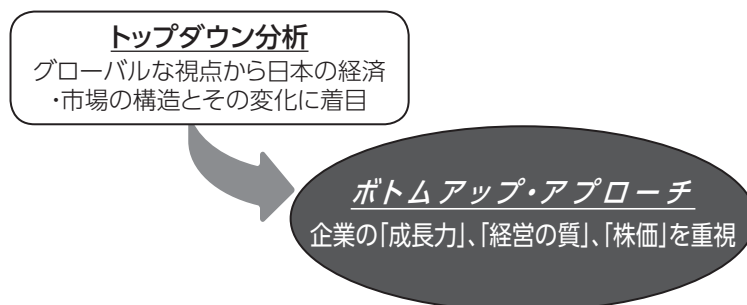 トップダウン分析
グローバルな視点から日本の経済
・市場の構造とその変化に着目
ボトムアップ・アプローチ
企業の「成長力」、「経営の質」、「株価」を重視